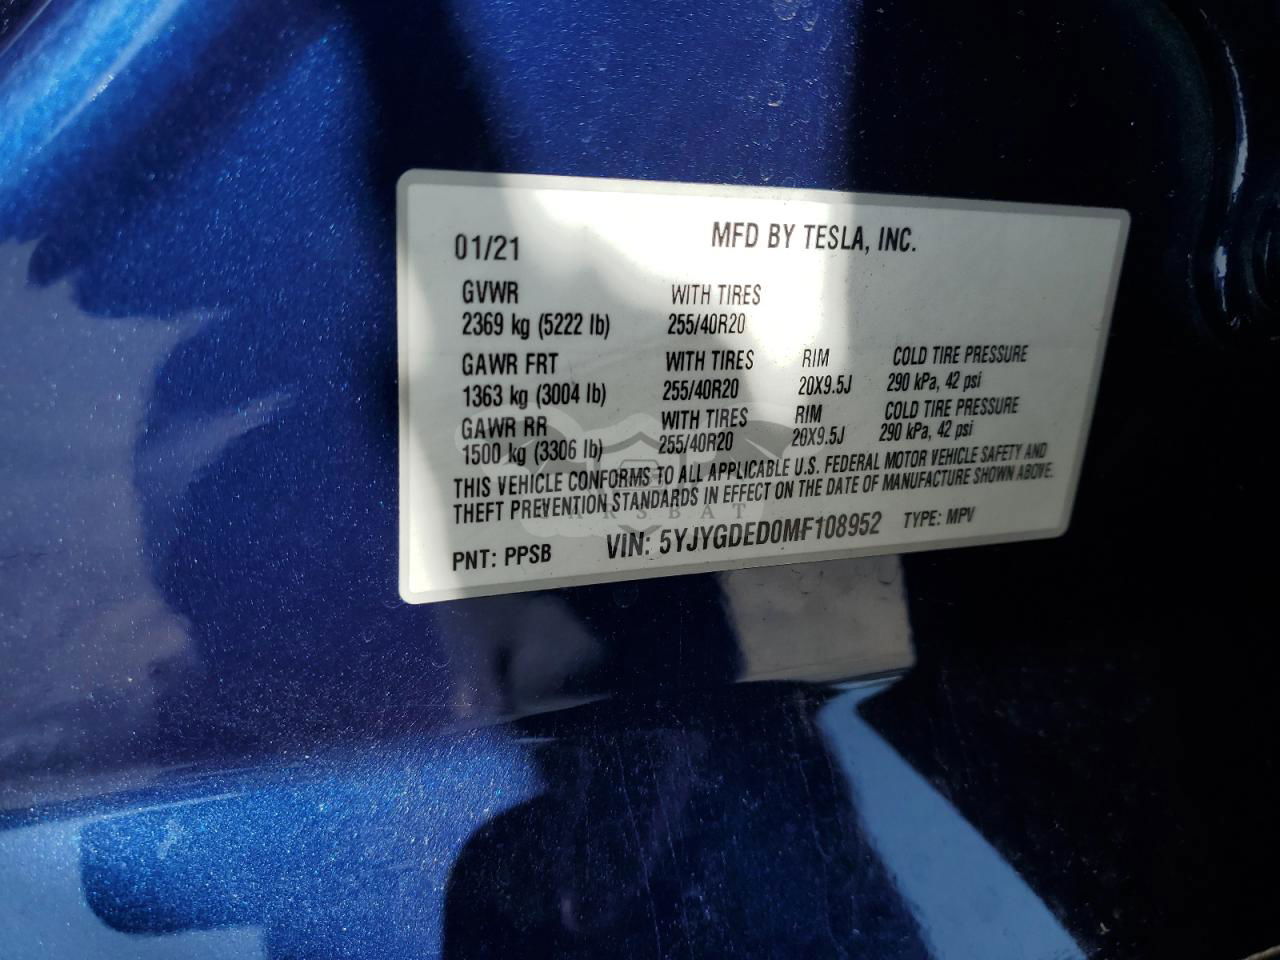 01/21 MFD BY TESLA, INC.
GVWR WITH TIRES
2369 kg (5222 lb) 255/40R20
GAWR FRT WITH TIRES RIM COLD TIRE PRESSURE
1363 kg (3004 lb) 255/40R20 20X9.5J 290 kPa, 42 psi
GAWR RR WITH TIRES RIM COLD TIRE PRESSURE
1500 kg (3306 lb) 255/40R20 20X9.5J 290 kPa, 42 psi
THIS VEHICLE CONFORMS TO ALL APPLICABLE U.S. FEDERAL MOTOR VEHICLE SAFETY AND
THEFT PREVENTION STANDARDS IN EFFECT ON THE DATE OF MANUFACTURE SHOWN ABOVE.
CARSBAT
PNT: PPSB VIN: 5YJYGDED0MF108952 TYPE: MPV